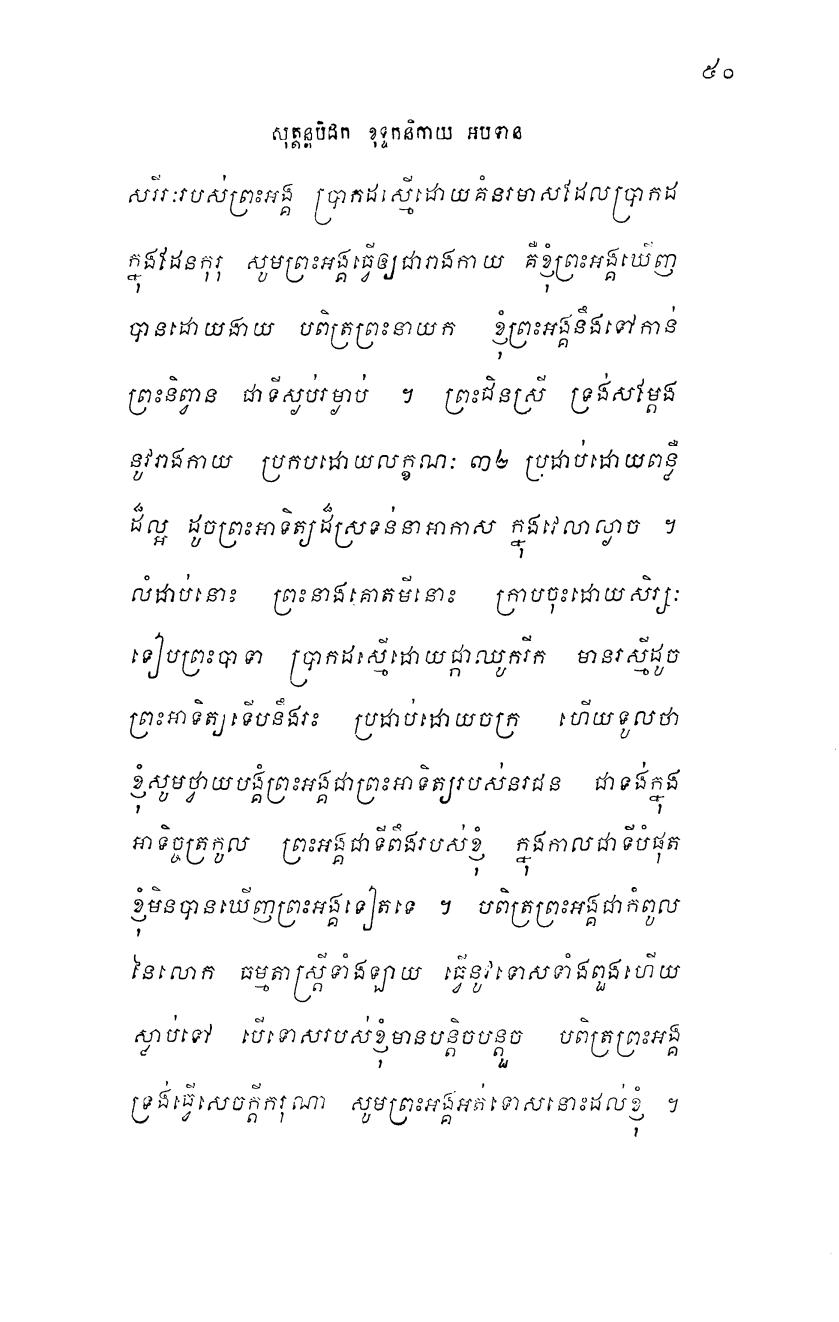 ៥០
សុត្តន្តបិដក ខុទ្ទកនិកាយ អបទាន
សរីរៈរបស់ព្រះអង្គ ប្រាកដស្មើដោយគំនរមាសដែលប្រាកដ
ក្នុងដែនកុរុ សូមព្រះអង្គធ្វើឲ្យជារាងកាយ គឺខ្ញុំព្រះអង្គឃើញ
បានដោយងាយ បពិត្រព្រះនាយក ខ្ញុំព្រះអង្គនឹងទៅកាន់
ព្រះនិព្វាន ជាទីស្ងប់រម្ងាប់ ។ ព្រះជិនស្រី ទ្រង់សម្តែង
នូវរាងកាយ ប្រកបដោយលក្ខណៈ ៣២ ប្រដាប់ដោយពន្លឺ
ដ៏ល្អ ដូចព្រះអាទិត្យដ៏ស្រទន់នាអាកាស ក្នុងវេលាល្ងាច ។
លំដាប់នោះ ព្រះនាងគោតមីនោះ ក្រាបចុះដោយសិរ្សៈ
ទៀបព្រះបាទា ប្រាកដស្មើដោយផ្កាឈូករីក មានរស្មីដូច
ព្រះអាទិត្យទើបនឹងរះ ប្រដាប់ដោយចក្រ ហើយទូលថា
ខ្ញុំសូមថ្វាយបង្គំព្រះអង្គជាព្រះអាទិត្យរបស់នរជន ជាទង់ក្នុង
អាទិច្ចត្រកូល ព្រះអង្គជាទីពឹងរបស់ខ្ញុំ ក្នុងកាលជាទីបំផុត
ខ្ញុំមិនបានឃើញព្រះអង្គទៀតទេ ។ បពិត្រព្រះអង្គជាកំពូល
នៃលោក ធម្មតាស្ត្រីទាំងឡាយ ធ្វើនូវទោសទាំងពួងហើយ
ស្លាប់ទៅ បើទោសរបស់ខ្ញុំមានបន្តិចបន្តួច បពិត្រព្រះអង្គ
ទ្រង់ធ្វើសេចក្តីករុណា សូមព្រះអង្គអត់ទោសនោះដល់ខ្ញុំ ។